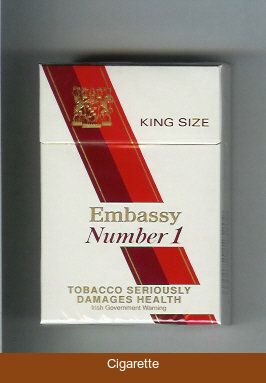 KING SIZE
Embassy
Number 1
TOBACCO SERIOUSLY
DAMAGES HEALTH
Irish Government Warning
Cigarette